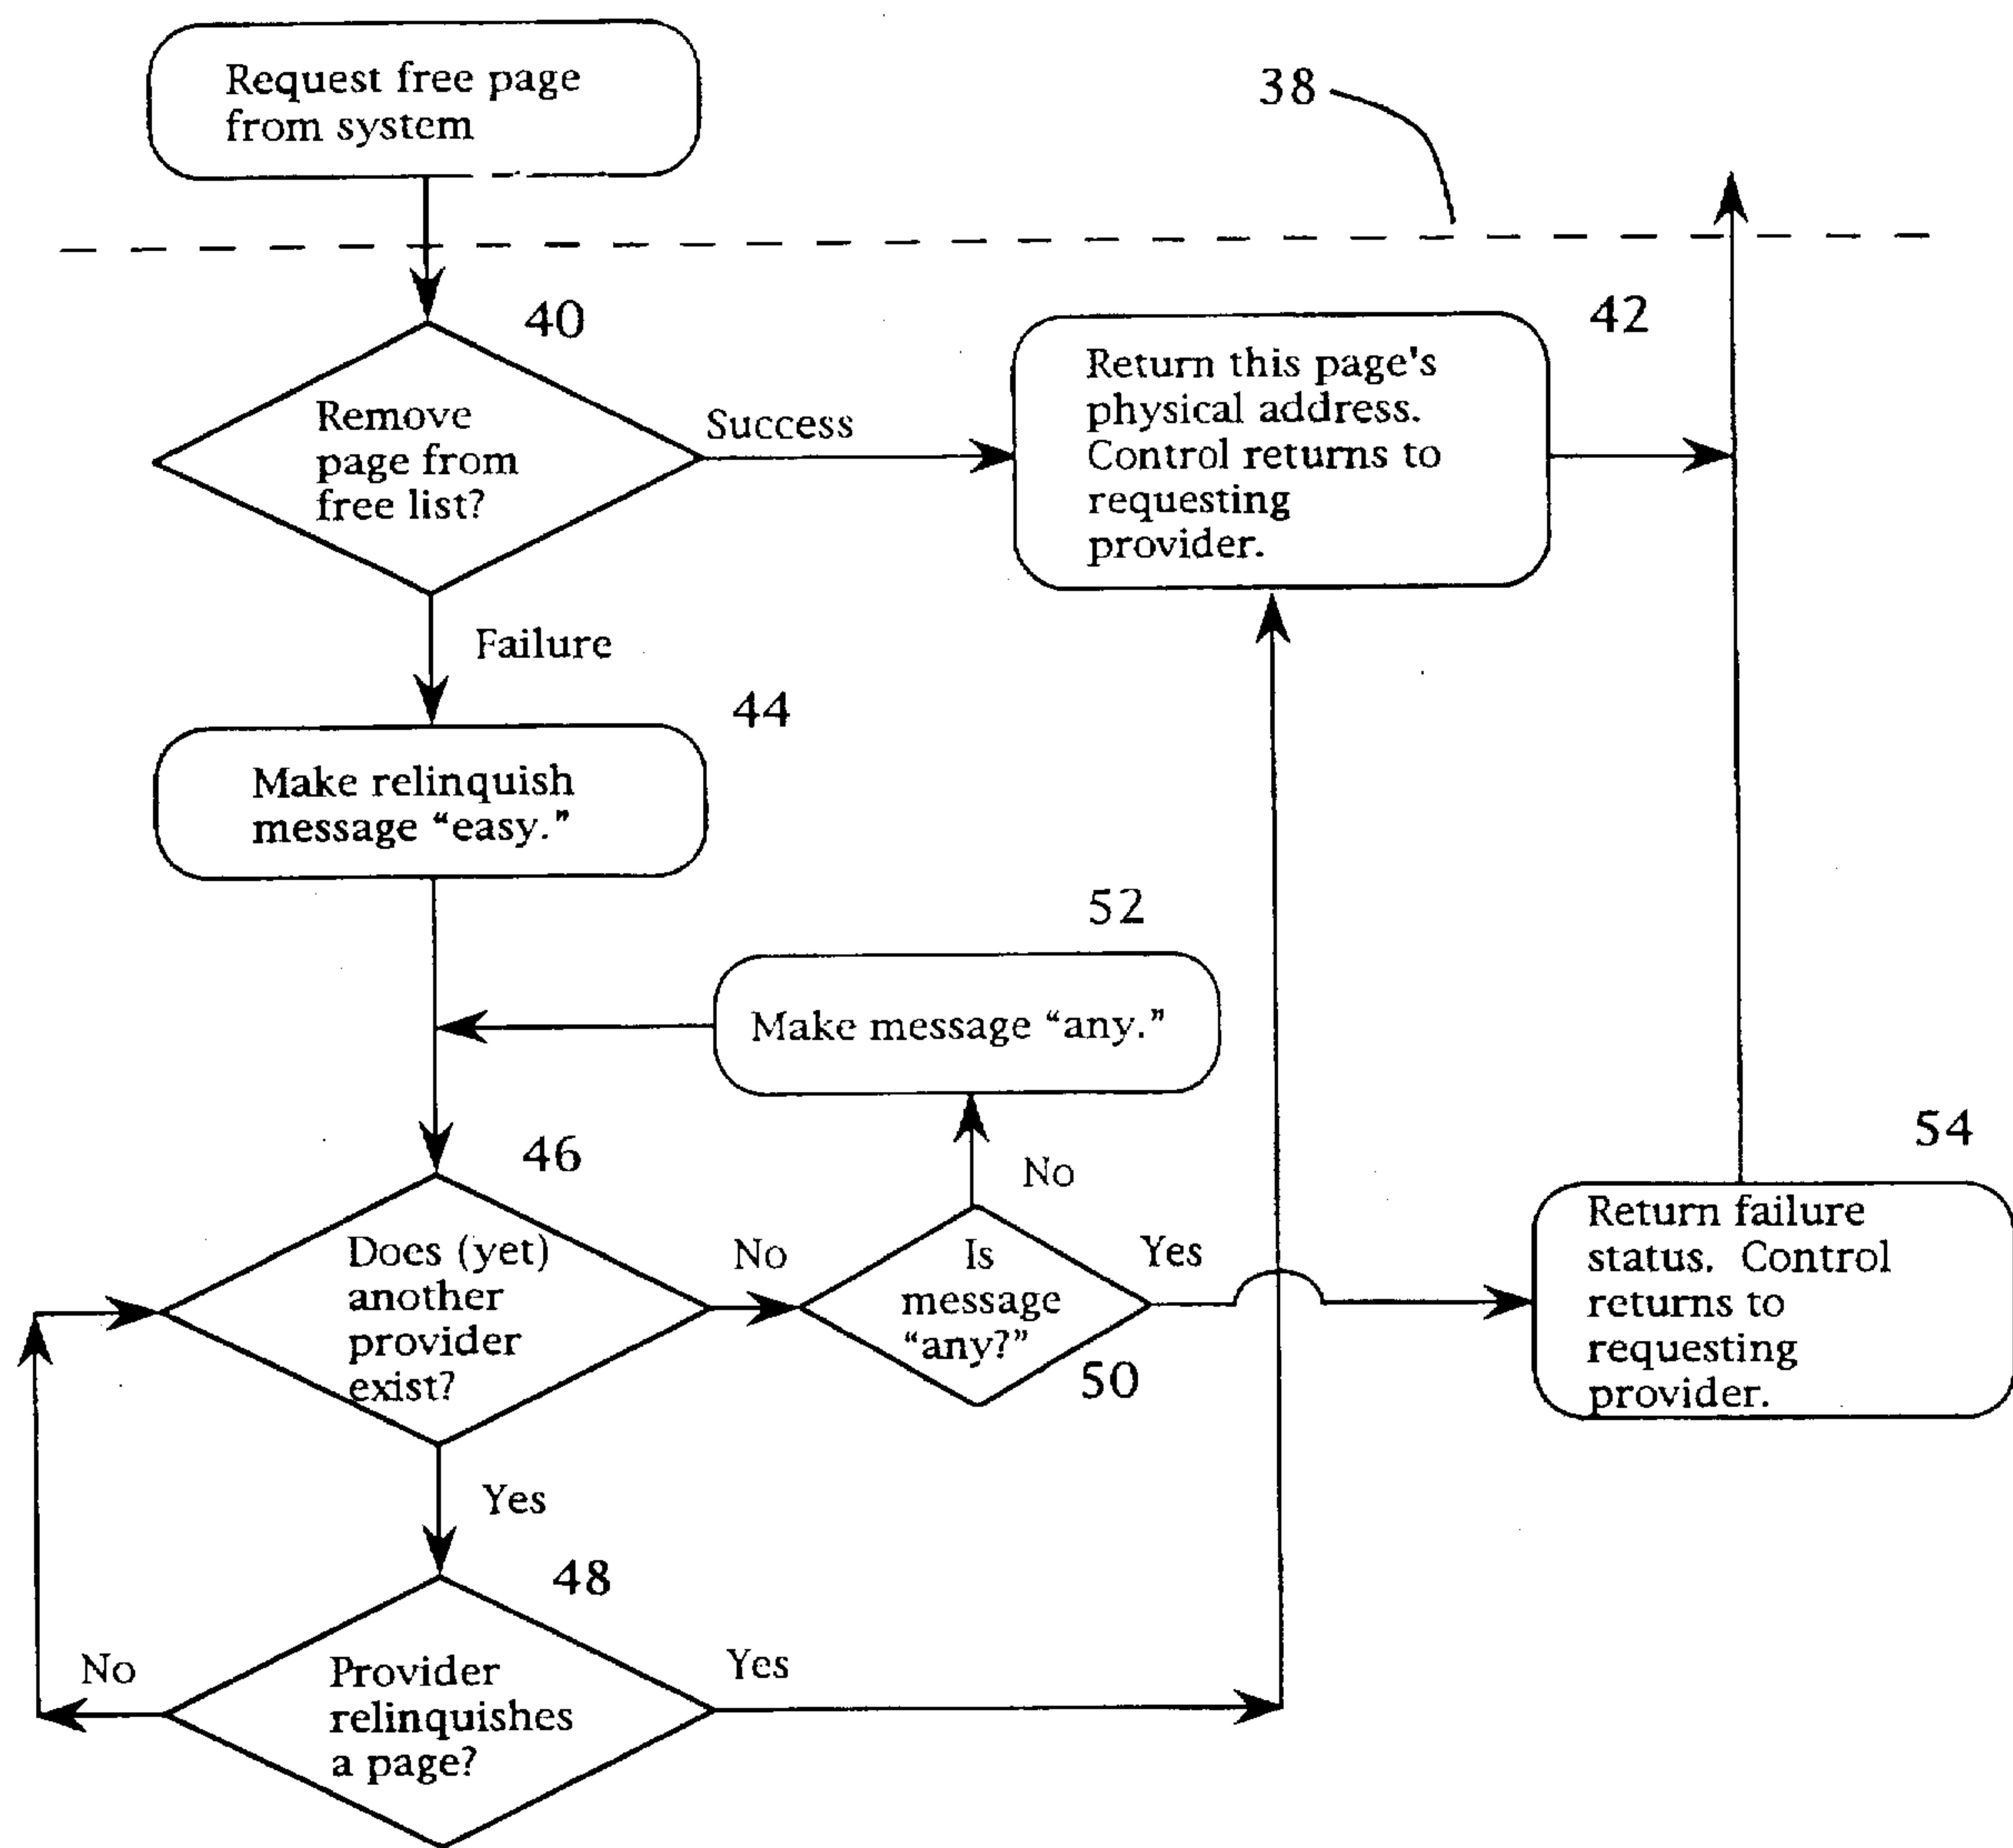 Request free page
from system
38
40
Remove
page from
free list?
Success
42
Return this page's
physical address.
Control returns to
requesting
provider.
Failure
44
Make relinquish
message “easy.”
52
Make message “any.”
46
Does (yet)
another
provider
exist?
No
No
Is
message
“any?”
50
Yes
54
Return failure
status. Control
returns to
requesting
provider.
Yes
48
Provider
relinquishes
a page?
No
Yes